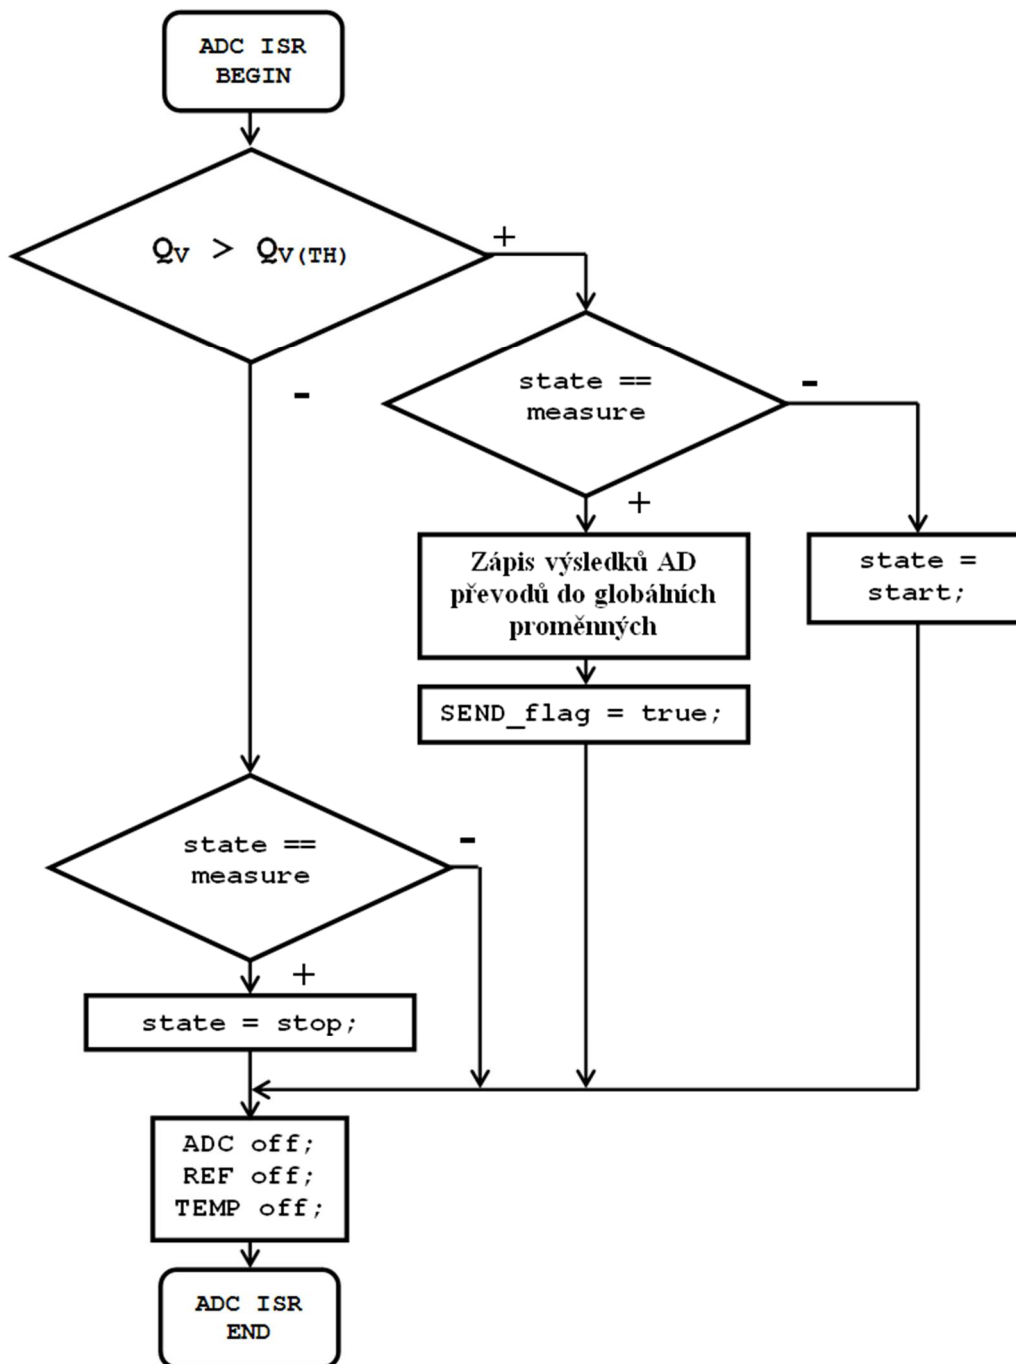 ADC ISR
BEGIN
QV > QV(TH)
+
-
state ==
measure
-
+
Zápis výsledků AD
převodů do globálních
proměnných
state =
start;
SEND_flag = true;
state ==
measure
-
+
state = stop;
ADC off;
REF off;
TEMP off;
ADC ISR
END